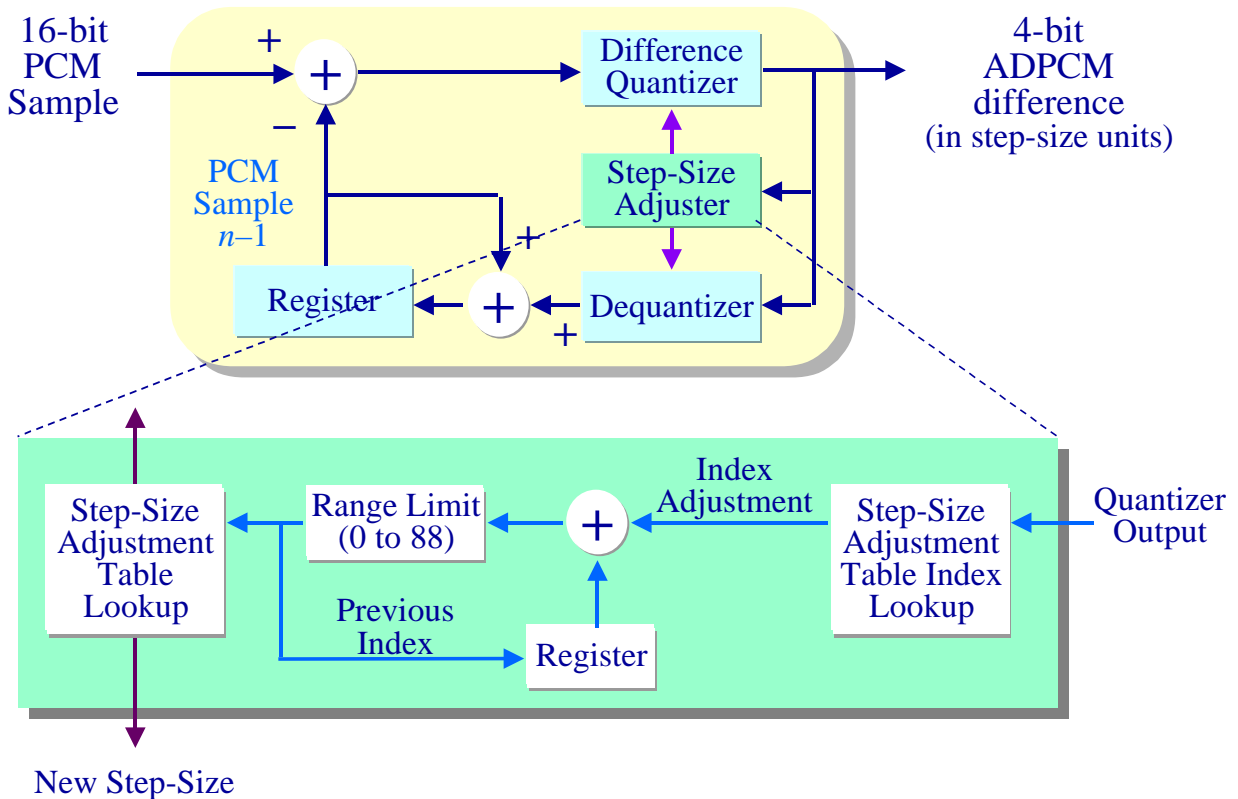 16-bit
PCM
Sample
+
+
–
Difference
Quantizer
4-bit
ADPCM
difference
(in step-size units)
PCM
Sample
n–1
Step-Size
Adjuster
+
Register
+
+
Dequantizer
Step-Size
Adjustment
Table
Lookup
Range Limit
(0 to 88)
+
Index
Adjustment
Step-Size
Adjustment
Table Index
Lookup
Quantizer
Output
Previous
Index
Register
New Step-Size